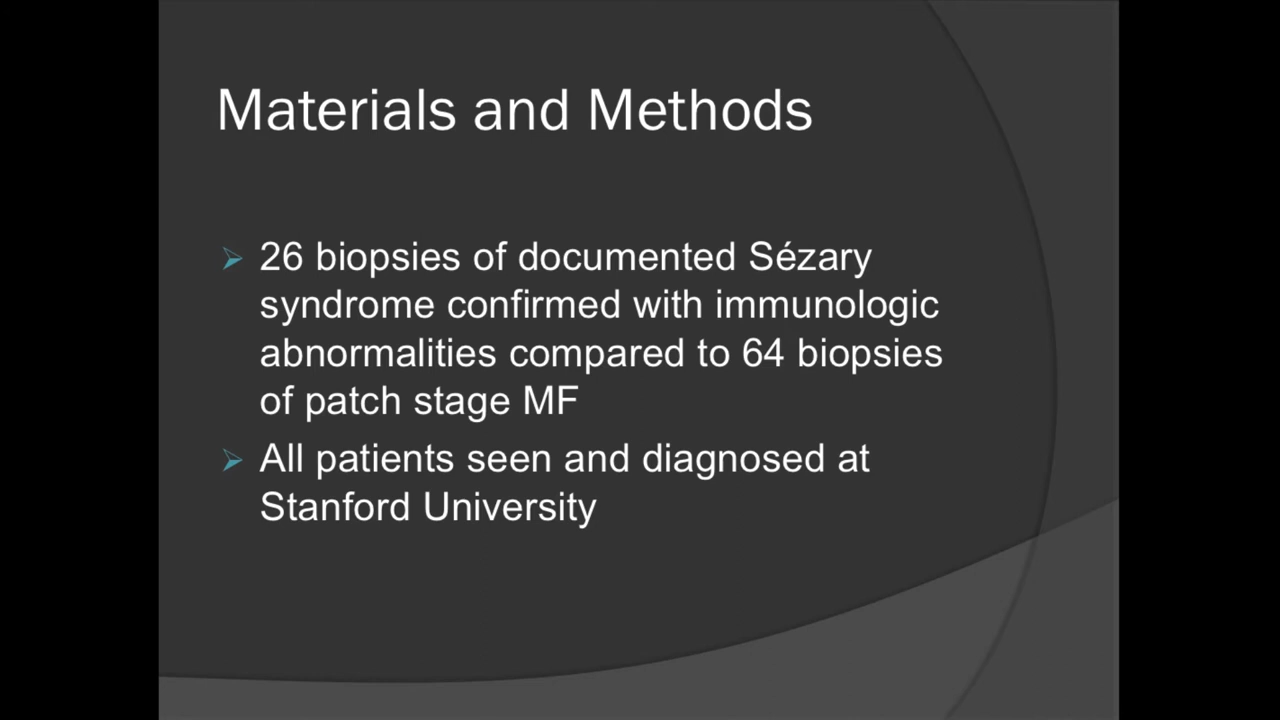 Materials and Methods
26 biopsies of documented Sézary
syndrome confirmed with immunologic
abnormalities compared to 64 biopsies
of patch stage MF
All patients seen and diagnosed at
Stanford University